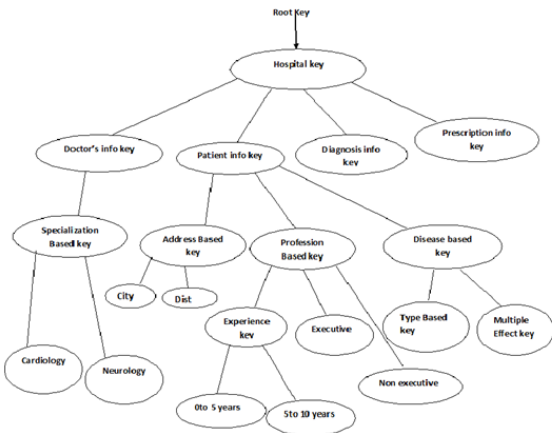 Root Key
Hospital key
Doctor's info key
Patient info key
Diagnosis info
key
Prescription info
key
Specialization
Based key
Address Based
key
Profession
Based key
Disease based
key
City
Dist
Experience
key
Executive
Type Based
key
Multiple
Effect key
Cardiology
Neurology
Non executive
0to 5 years
5to 10 years